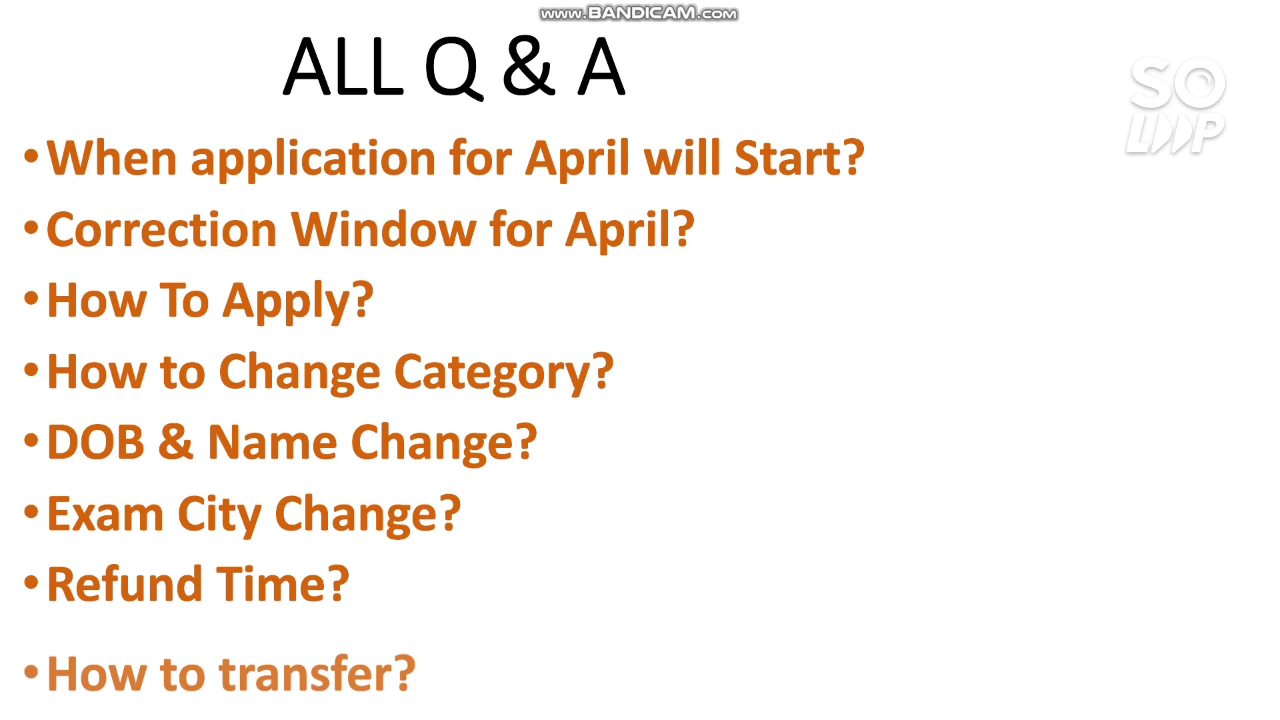 www.BANDICAM.com
ALL Q & A
SO
LOOP
• When application for April will Start?
• Correction Window for April?
• How To Apply?
• How to Change Category?
• DOB & Name Change?
• Exam City Change?
• Refund Time?
• How to transfer?